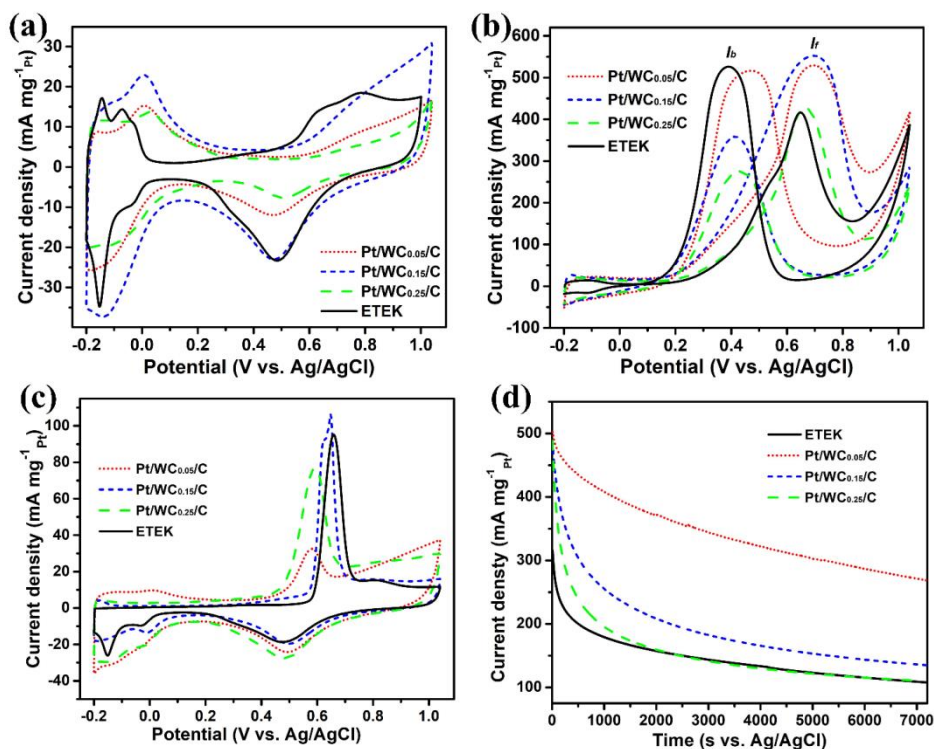 (a)
30
20
10
0
-10
-20
-30
Current density (mA mg⁻¹Pt)
Pt/WC0.05/C
Pt/WC0.15/C
Pt/WC0.25/C
ETEK
-0.2 0.0 0.2 0.4 0.6 0.8 1.0
Potential (V vs. Ag/AgCl)
(b)
600
500
400
300
200
100
0
-100
Current density (mA mg⁻¹Pt)
Ib
If
Pt/WC0.05/C
Pt/WC0.15/C
Pt/WC0.25/C
ETEK
-0.2 0.0 0.2 0.4 0.6 0.8 1.0
Potential (V vs. Ag/AgCl)
(c)
100
80
60
40
20
0
-20
-40
Current density (mA mg⁻¹Pt)
Pt/WC0.05/C
Pt/WC0.15/C
Pt/WC0.25/C
ETEK
-0.2 0.0 0.2 0.4 0.6 0.8 1.0
Potential (V vs. Ag/AgCl)
(d)
500
400
300
200
100
Current density (mA mg⁻¹Pt)
ETEK
Pt/WC0.05/C
Pt/WC0.15/C
Pt/WC0.25/C
0 1000 2000 3000 4000 5000 6000 7000
Time (s vs. Ag/AgCl)